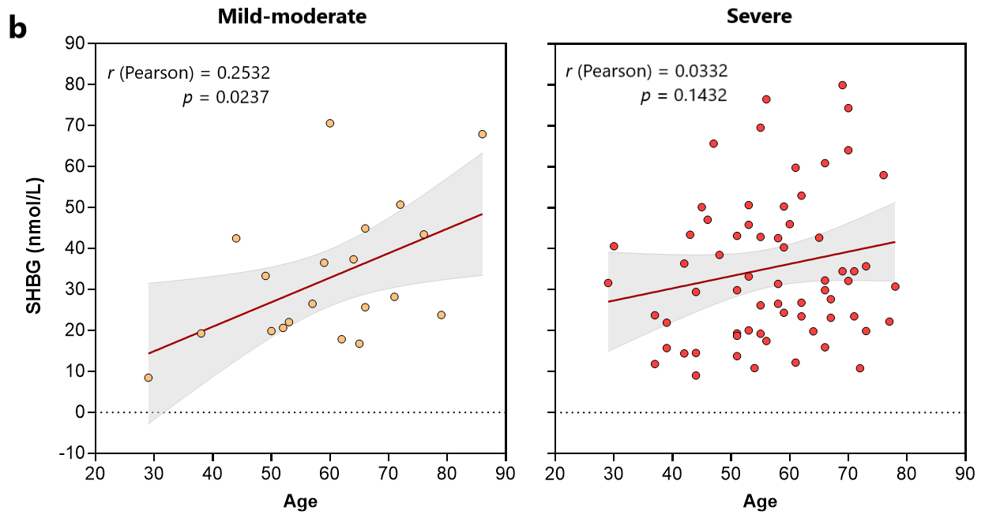 b
Mild-moderate
Severe
r (Pearson) = 0.2532
p = 0.0237
r (Pearson) = 0.0332
p = 0.1432
SHBG (nmol/L)
90
80
70
60
50
40
30
20
10
0
-10
20 30 40 50 60 70 80 90
20 30 40 50 60 70 80 90
Age
Age